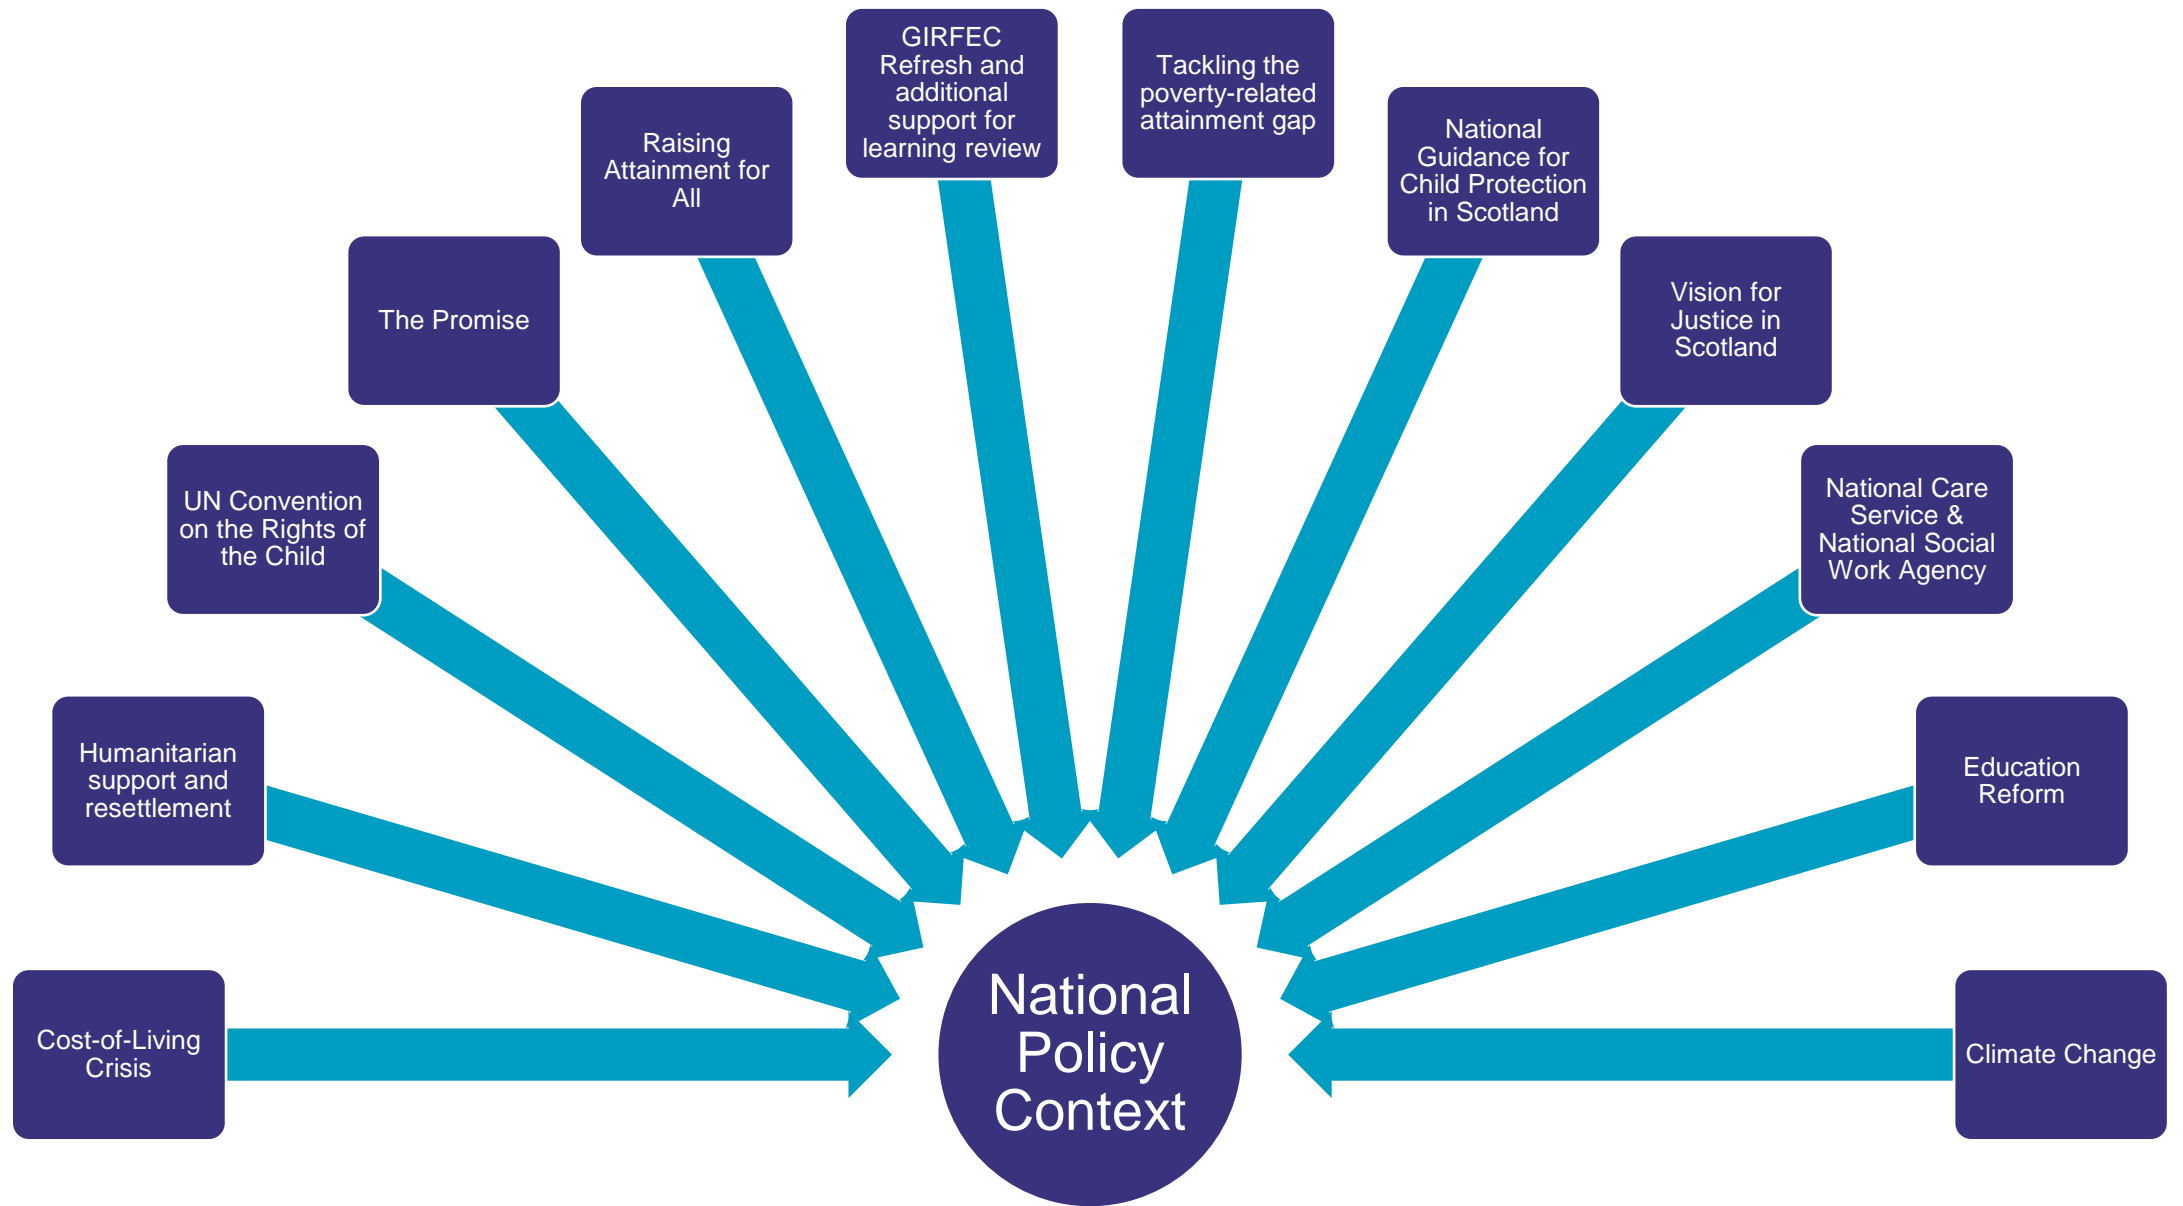 GIRFEC
Refresh and
additional
support for
learning review
Tackling the
poverty-related
attainment gap
Raising
Attainment for
All
National
Guidance for
Child Protection
in Scotland
The Promise
Vision for
Justice in
Scotland
UN Convention
on the Rights of
the Child
National Care
Service &
National Social
Work Agency
Humanitarian
support and
resettlement
Education
Reform
Cost-of-Living
Crisis
National
Policy
Context
Climate Change